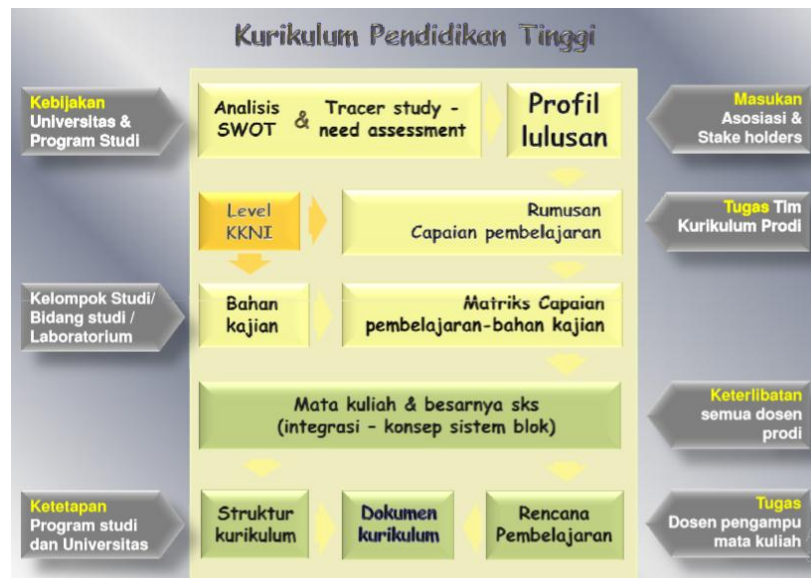 Kurikulum Pendidikan Tinggi
Kebijakan
Universitas &
Program Studi
Analisis
SWOT
&
Tracer study -
need assessment
Profil
lulusan
Masukan
Asosiasi &
Stake holders
Level
KKNI
Rumusan
Capaian pembelajaran
Tugas Tim
Kurikulum Prodi
Kelompok Studi/
Bidang studi /
Laboratorium
Bahan
kajian
Matriks Capaian
pembelajaran-bahan kajian
Mata kuliah & besarnya sks
(integrasi - konsep sistem blok)
Keterlibatan
semua dosen
prodi
Ketetapan
Program studi
dan Universitas
Struktur
kurikulum
Dokumen
kurikulum
Rencana
Pembelajaran
Tugas
Dosen pengampu
mata kuliah